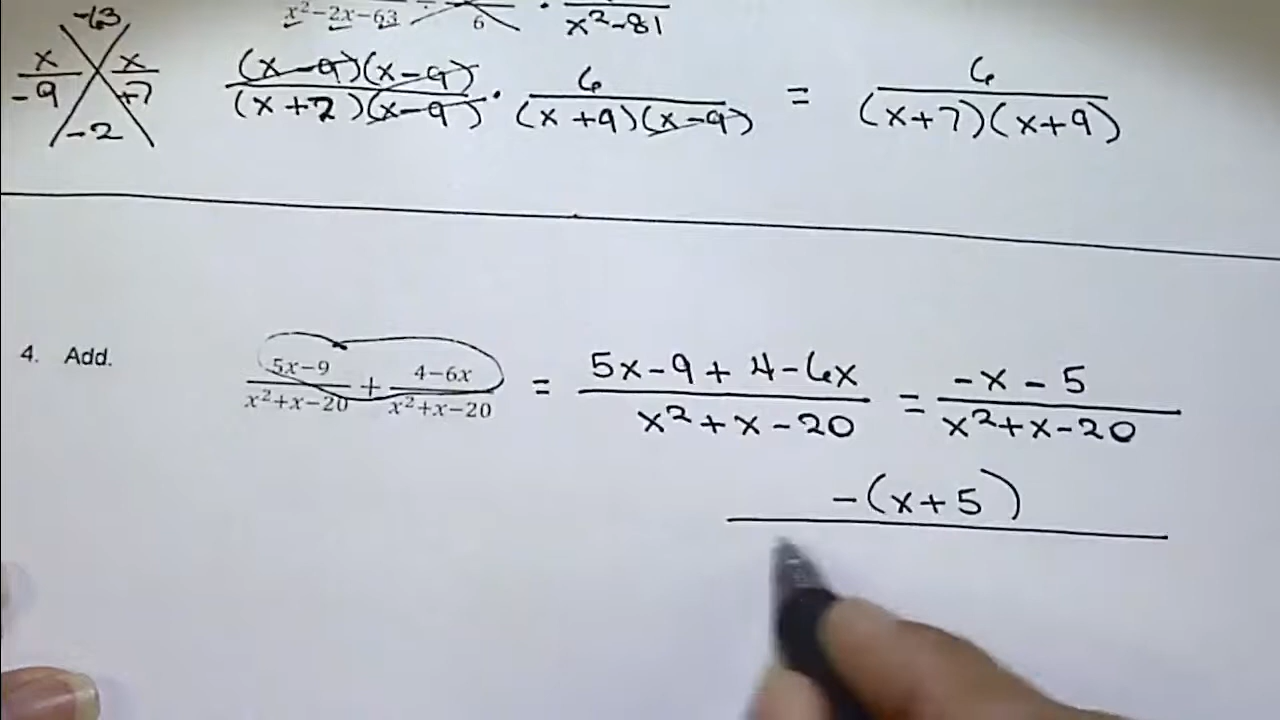 -63
x²-2x-63 ÷ 6 · x²-81
x x (x-9)(x-9) 6 6
-9 +7 (x+7)(x-9) · (x+9)(x-9) = (x+7)(x+9)
-2
4. Add. 5x-9 4-6x 5x-9+4-6x -x-5
x²+x-20 + x²+x-20 = x²+x-20 = x²+x-20
-(x+5)